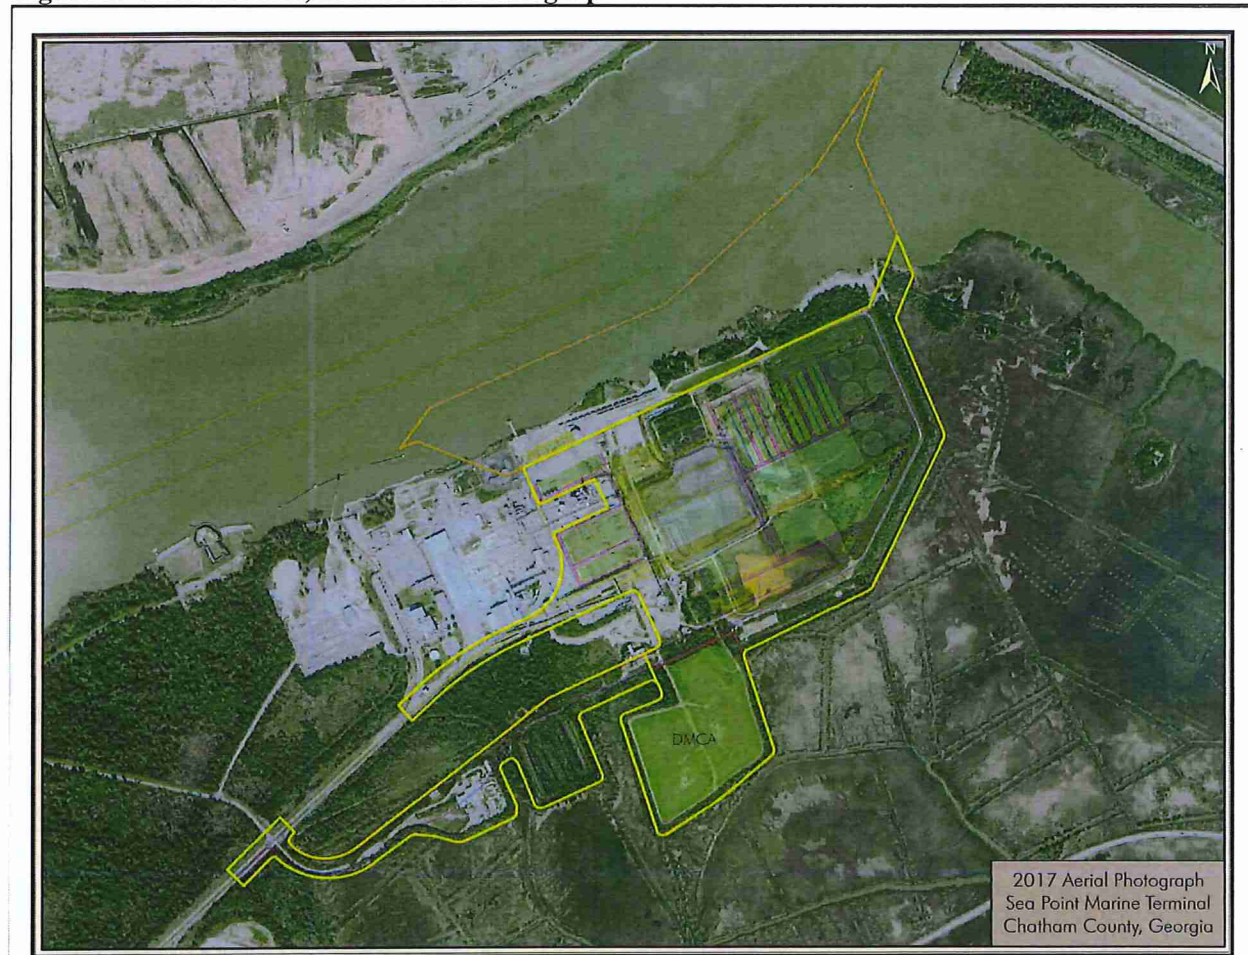 N
DMCA
2017 Aerial Photograph
Sea Point Marine Terminal
Chatham County, Georgia